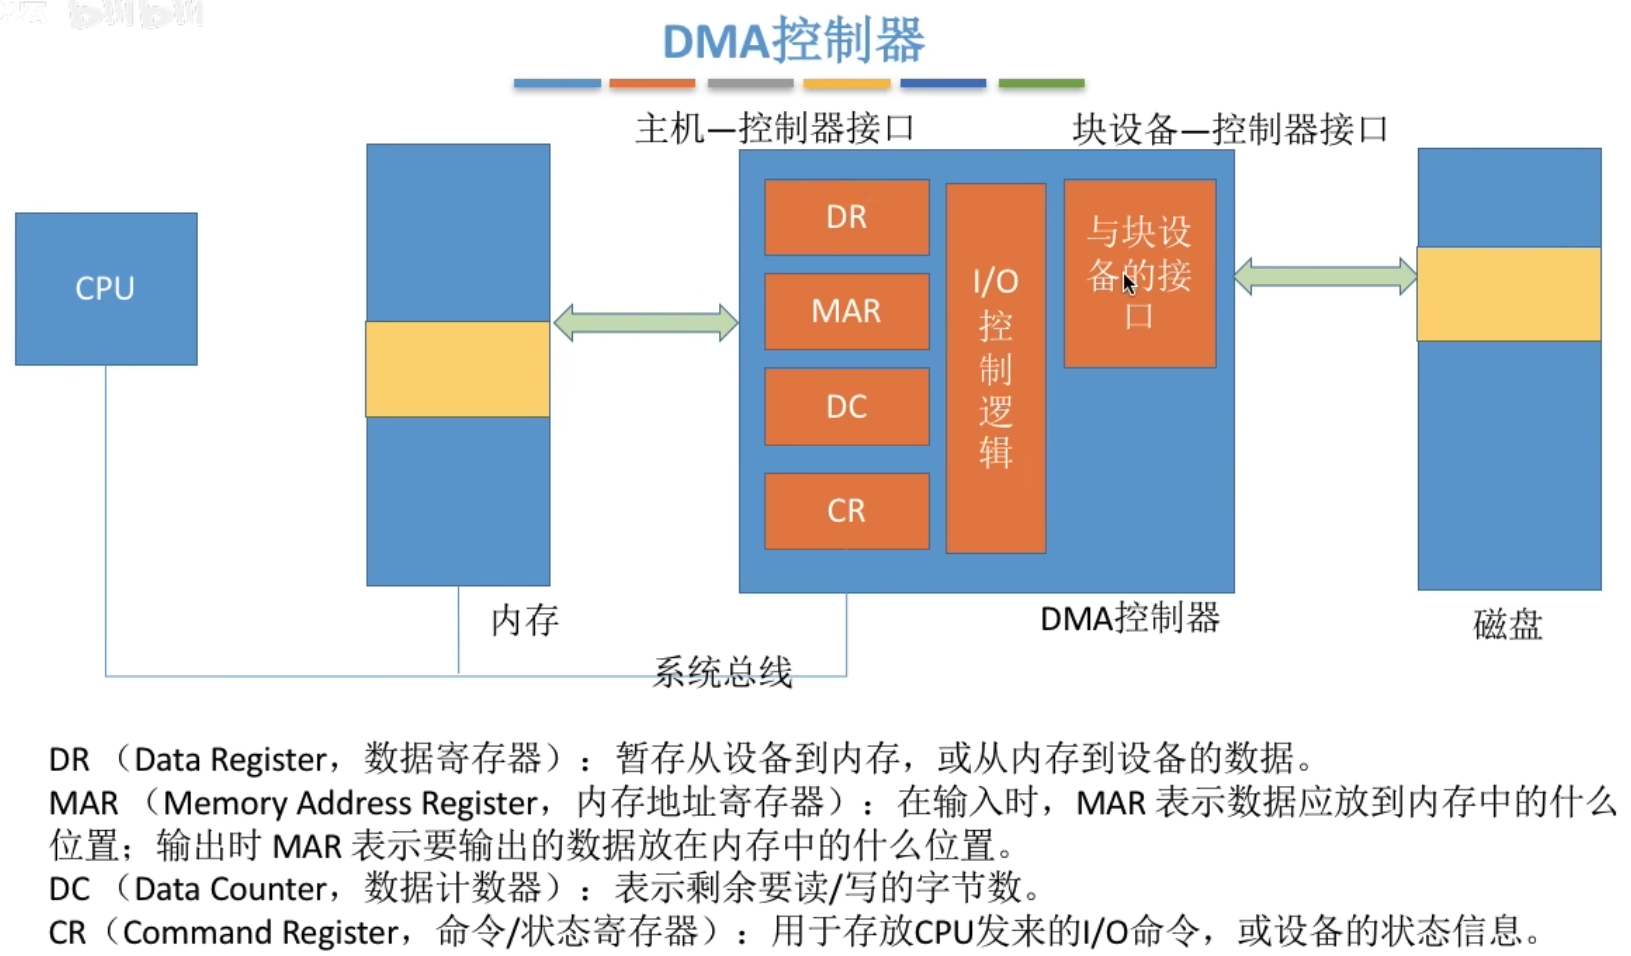 DMA控制器
主机—控制器接口
块设备—控制器接口
CPU
DR
MAR
DC
CR
I/O
控
制
逻
辑
与块设
备的接
口
内存
DMA控制器
磁盘
系统总线
DR （Data Register，数据寄存器）：暂存从设备到内存，或从内存到设备的数据。
MAR （Memory Address Register，内存地址寄存器）：在输入时，MAR 表示数据应放到内存中的什么
位置；输出时 MAR 表示要输出的数据放在内存中的什么位置。
DC （Data Counter，数据计数器）：表示剩余要读/写的字节数。
CR（Command Register，命令/状态寄存器）：用于存放CPU发来的I/O命令，或设备的状态信息。